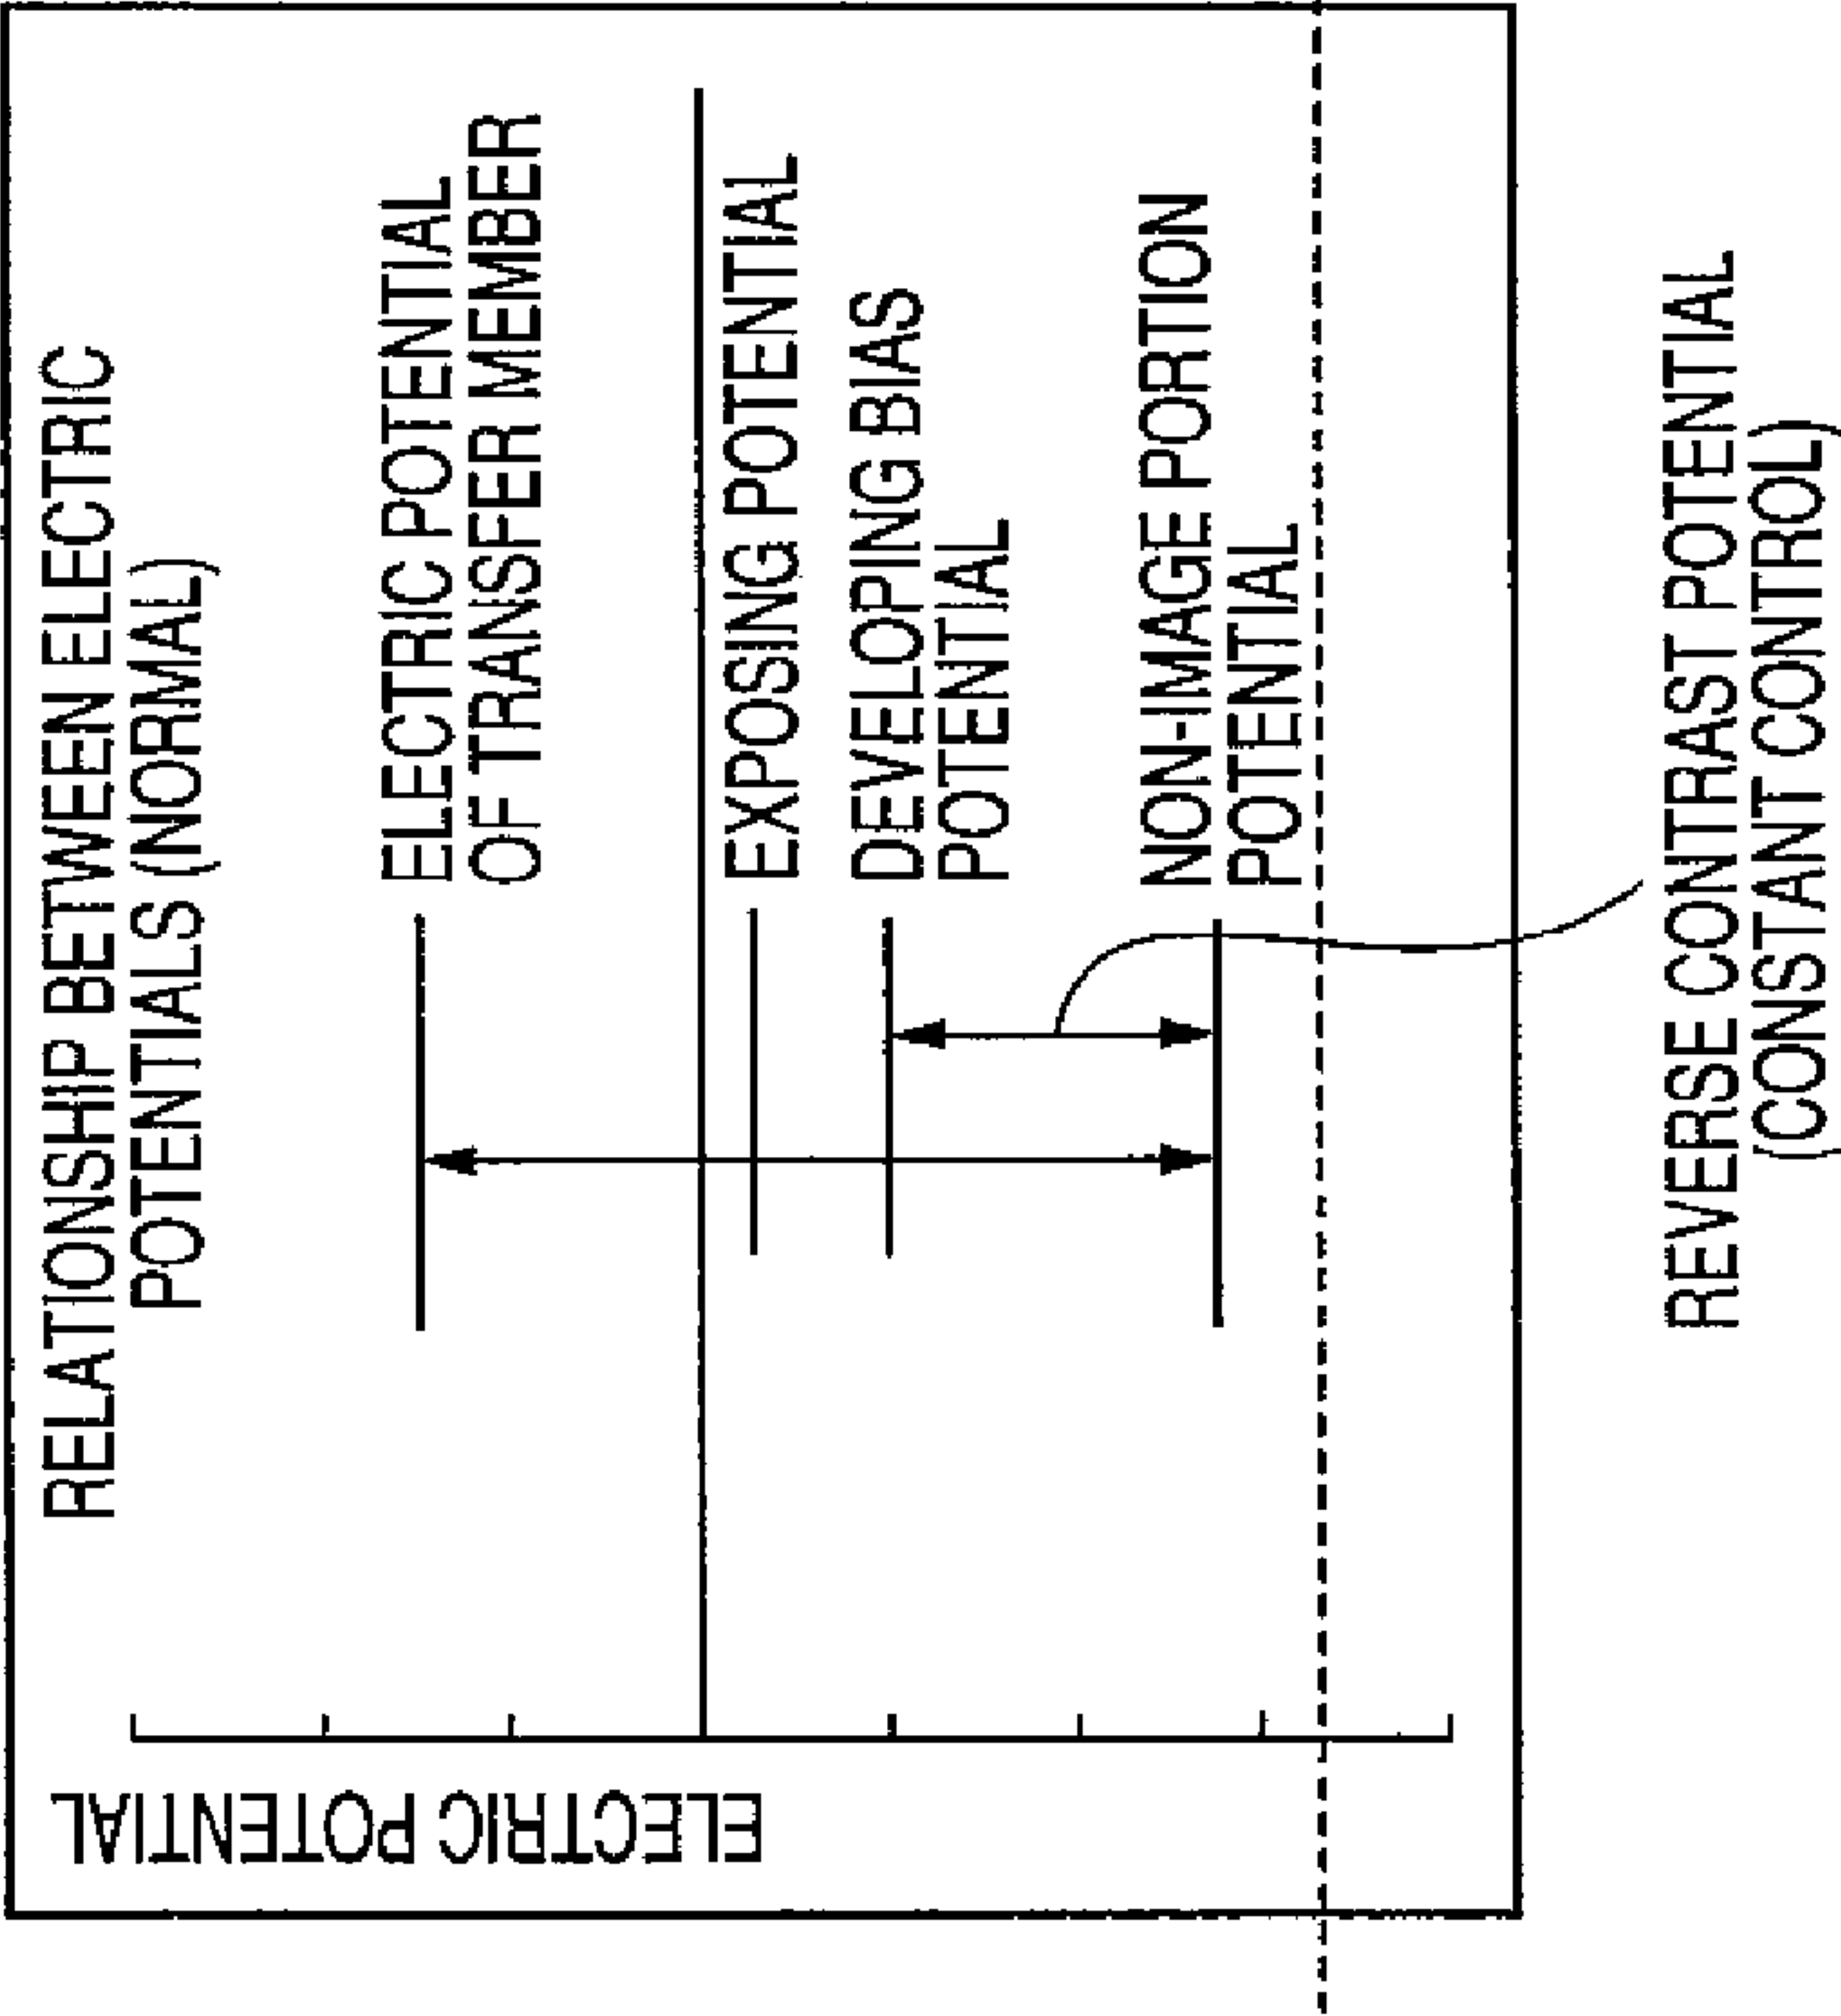 RELATIONSHIP BETWEEN ELECTRIC
POTENTIALS (NORMAL)
ELECTRIC POTENTIAL
ELECTRIC POTENTIAL
OF TRANSFER MEMBER
EXPOSING POTENTIAL
DEVELOPING BIAS
POTENTIAL
NON-IMAGE PORTION
POTENTIAL
REVERSE CONTRAST POTENTIAL
(CONSTANT CONTROL)